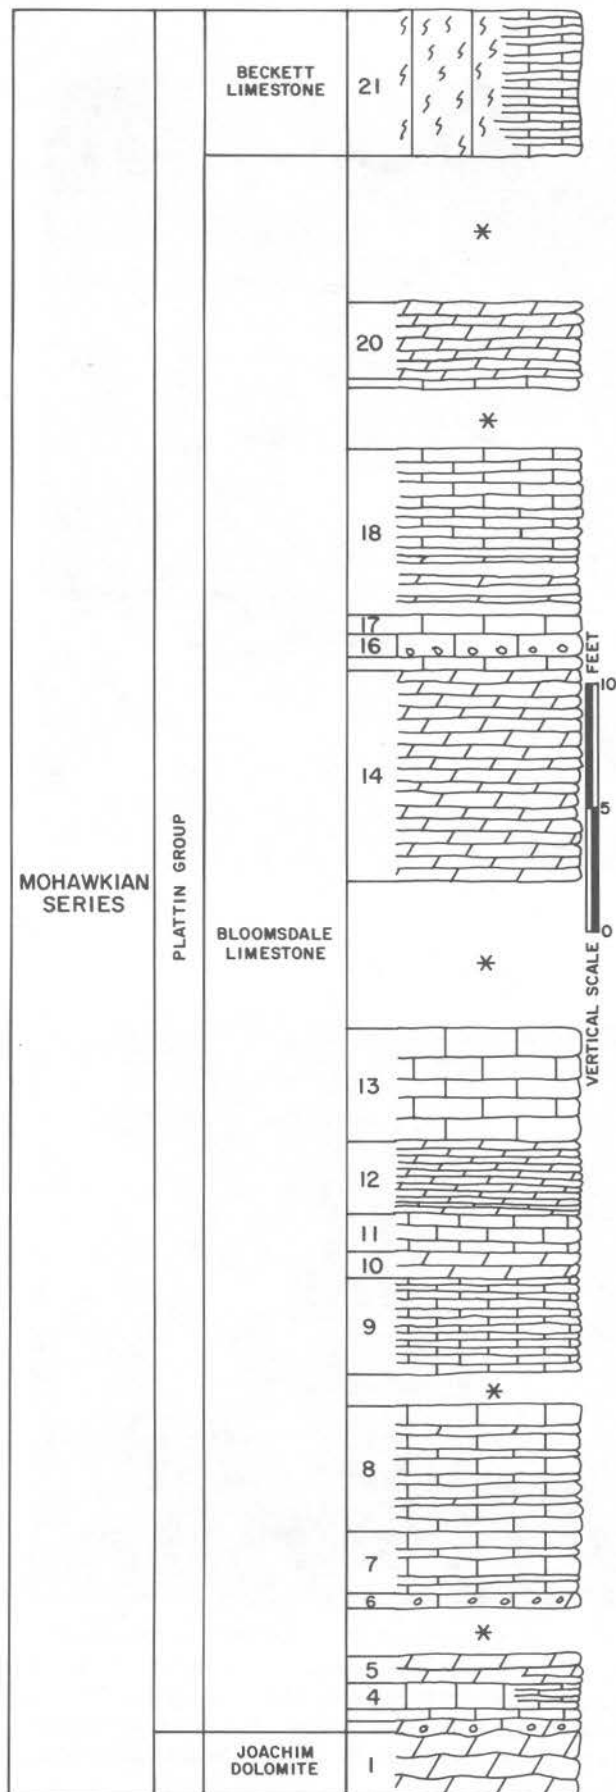 BECKETT
LIMESTONE
21
*
20
*
18
17
16
FEET
10
14
5
MOHAWKIAN
SERIES
PLATTIN GROUP
BLOOMSDALE
LIMESTONE
0
*
VERTICAL SCALE
13
12
11
10
9
*
8
7
6
*
5
4
JOACHIM
DOLOMITE
1